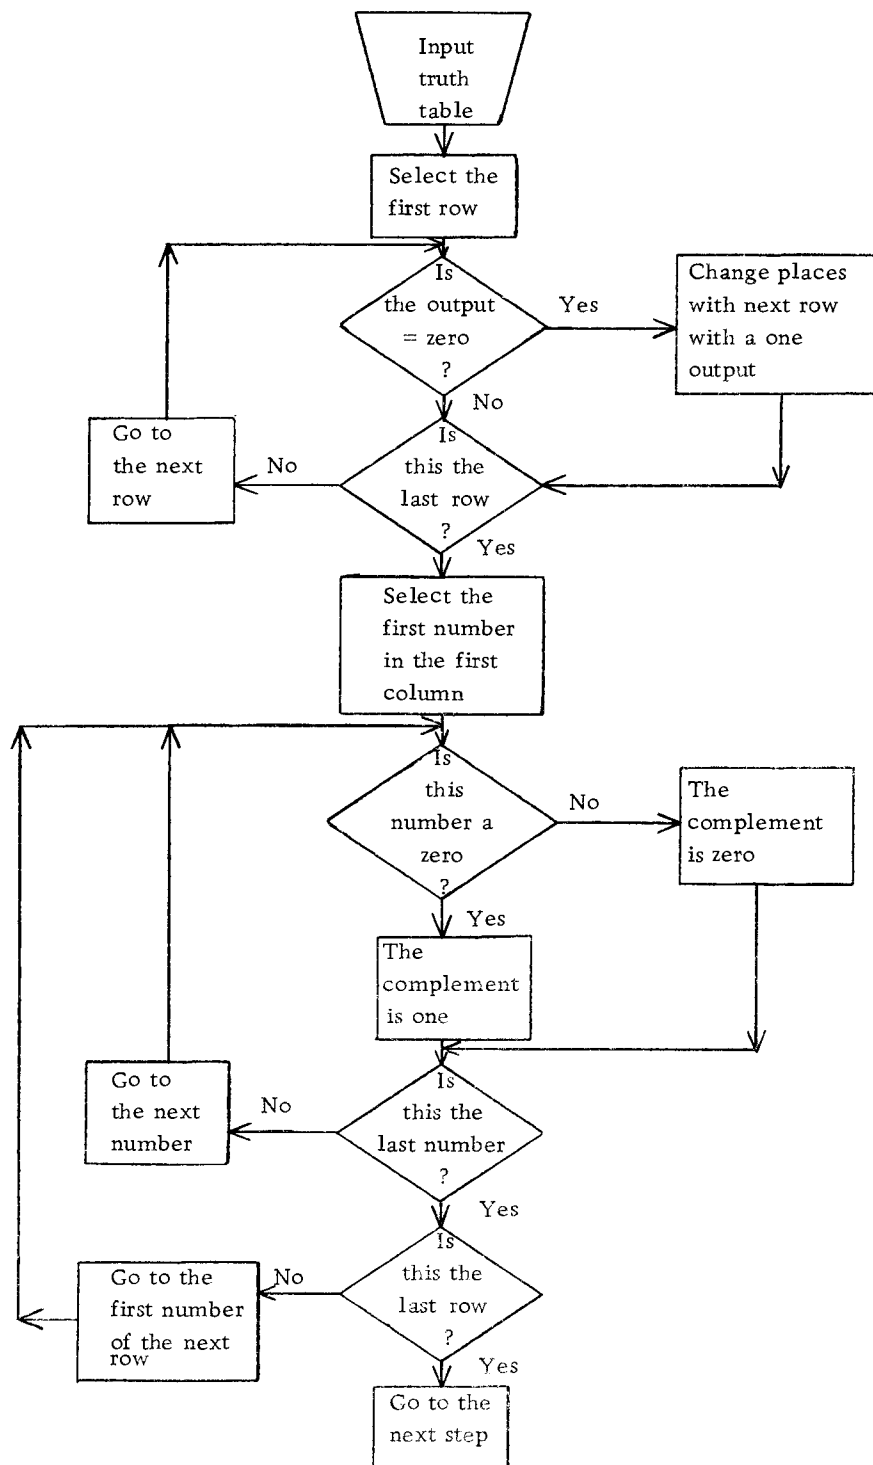 Input
truth
table
Select the
first row
Is
the output
= zero
?
Yes
Change places
with next row
with a one
output
No
Is
this the
last row
?
No
Go to
the next
row
Yes
Select the
first number
in the first
column
Is
this
number a
zero
?
No
The
complement
is zero
Yes
The
complement
is one
Is
this the
last number
?
No
Go to
the next
number
Yes
Is
this the
last row
?
No
Go to the
first number
of the next
row
Yes
Go to the
next step